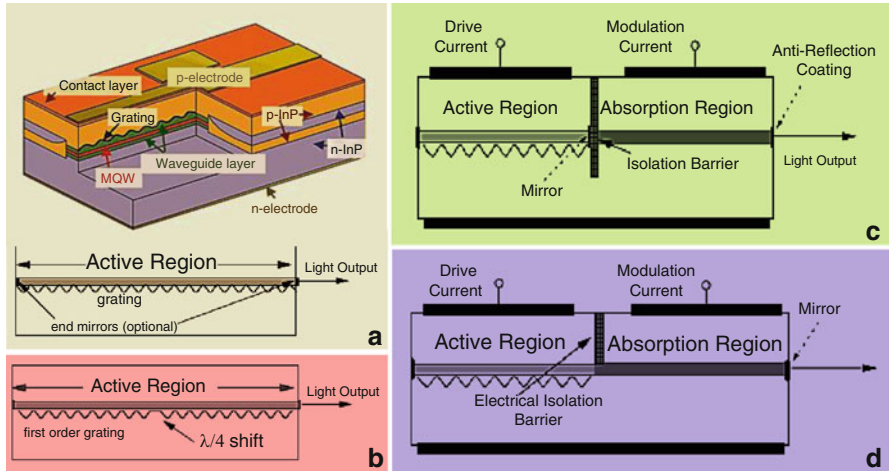 Contact layer
p-electrode
Grating
p-InP
Waveguide layer
n-InP
MQW
n-electrode
Active Region
Light Output
grating
end mirrors (optional)
a
Active Region
Light Output
first order grating
λ/4 shift
b
Drive
Current
Modulation
Current
Anti-Reflection
Coating
Active Region
Absorption Region
Isolation Barrier
Mirror
Light Output
c
Drive
Current
Modulation
Current
Mirror
Active Region
Absorption Region
Electrical Isolation
Barrier
d